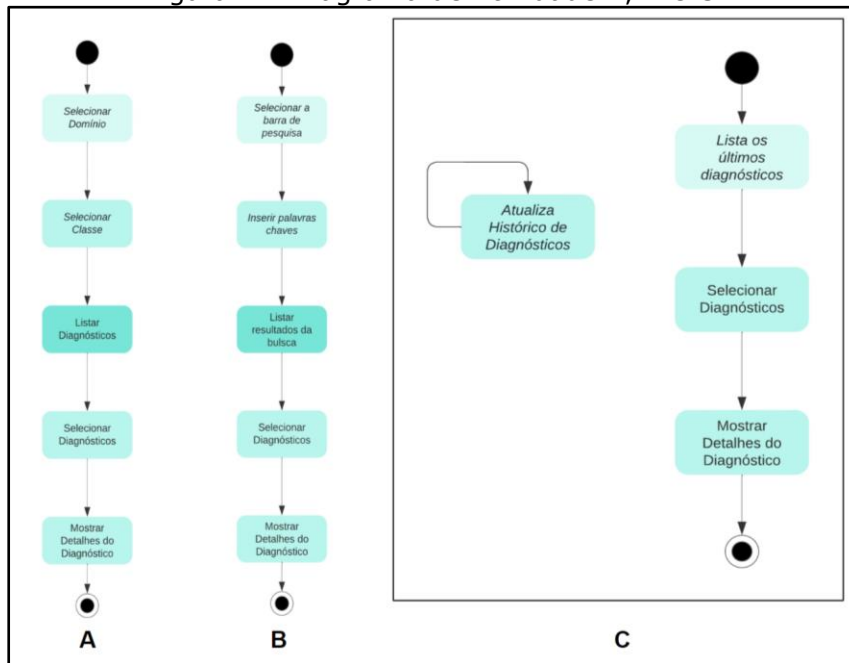 Selecionar
Domínio
Selecionar
Classe
Listar
Diagnósticos
Selecionar
Diagnósticos
Mostrar
Detalhes do
Diagnóstico
A
Selecionar a
barra de
pesquisa
Inserir palavras
chaves
Listar
resultados da
bulsca
Selecionar
Diagnósticos
Mostrar
Detalhes do
Diagnóstico
B
Atualiza
Histórico de
Diagnósticos
Lista os
últimos
diagnósticos
Selecionar
Diagnósticos
Mostrar
Detalhes do
Diagnóstico
C